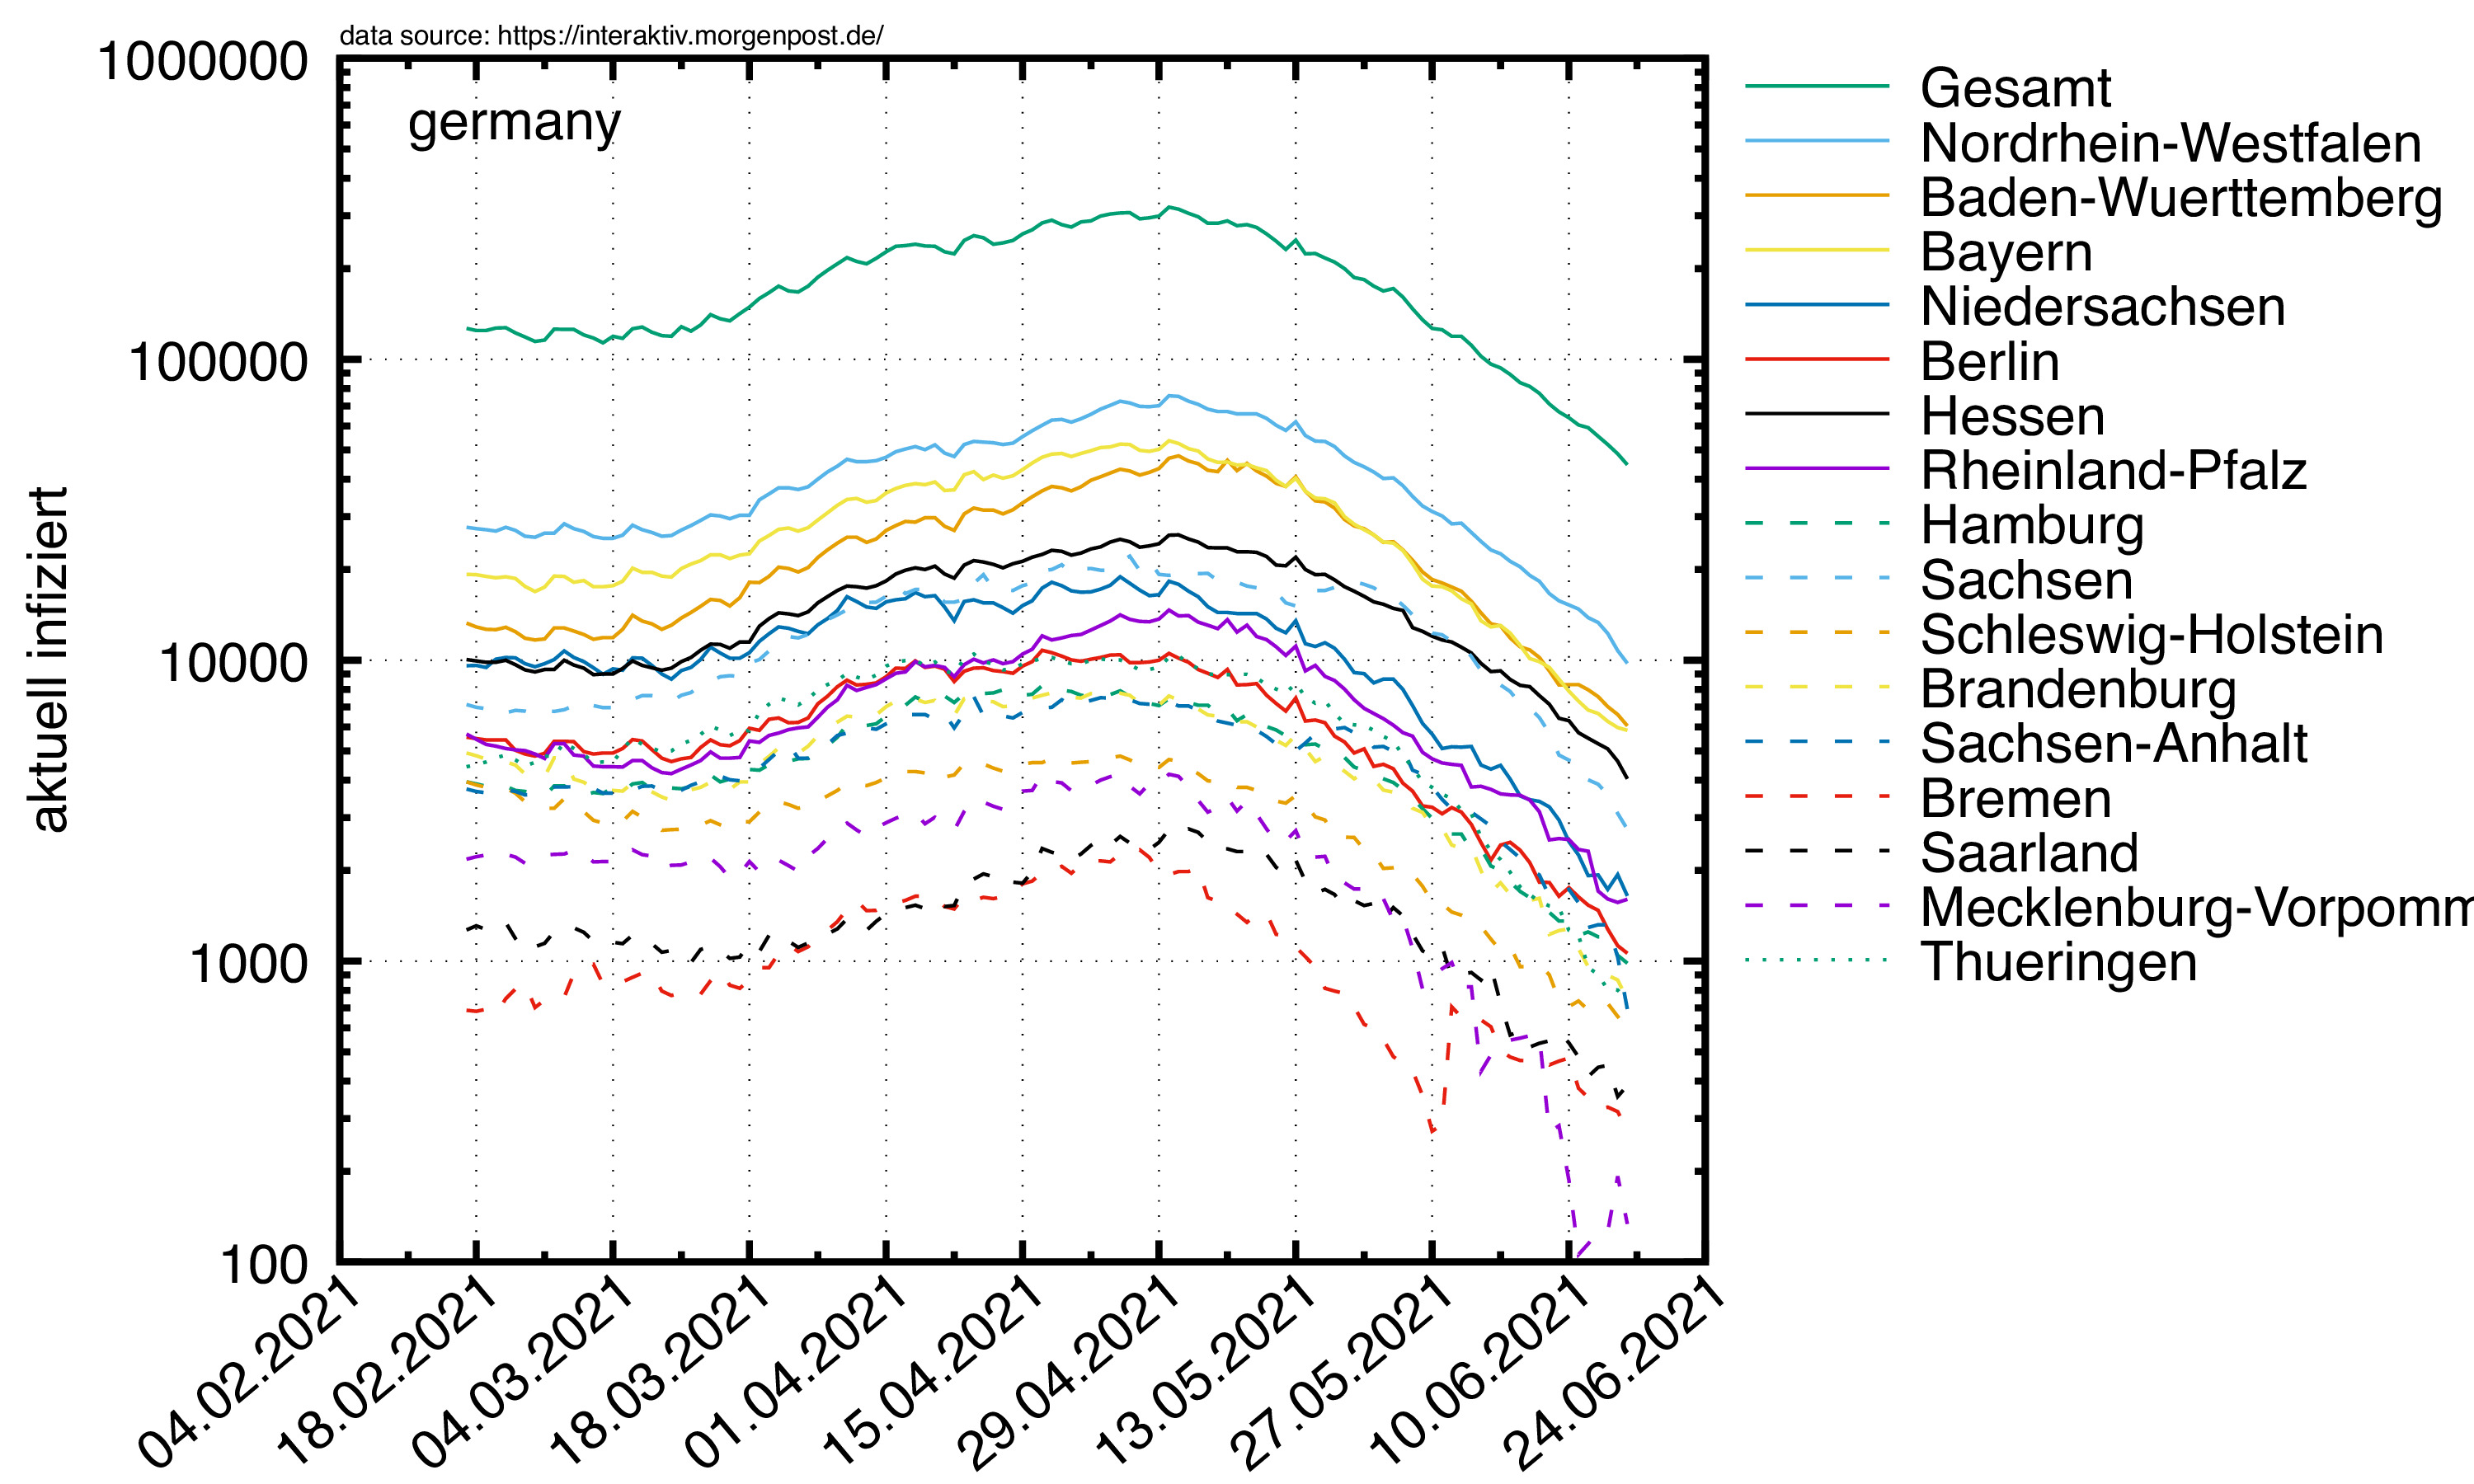 data source: https://interaktiv.morgenpost.de/
germany
aktuell infiziert
1000000
100000
10000
1000
100
04.02.2021
18.02.2021
04.03.2021
18.03.2021
01.04.2021
15.04.2021
29.04.2021
13.05.2021
27.05.2021
10.06.2021
24.06.2021
Gesamt
Nordrhein-Westfalen
Baden-Wuerttemberg
Bayern
Niedersachsen
Berlin
Hessen
Rheinland-Pfalz
Hamburg
Sachsen
Schleswig-Holstein
Brandenburg
Sachsen-Anhalt
Bremen
Saarland
Mecklenburg-Vorpomm
Thueringen